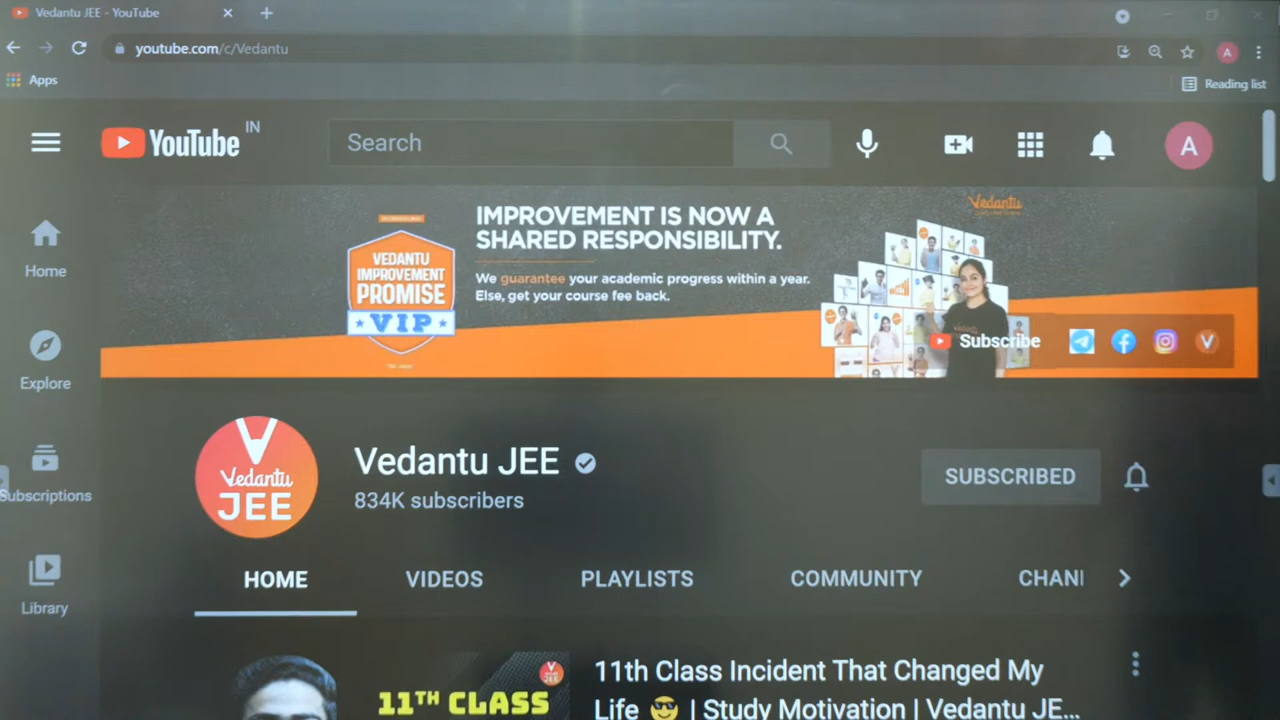 Vedantu JEE - YouTube
youtube.com/c/Vedantu
A
Apps
Reading list
YouTube IN
Search
A
Vedantu
IMPROVEMENT IS NOW A
SHARED RESPONSIBILITY.
VEDANTU
IMPROVEMENT
PROMISE
VIP
We guarantee your academic progress within a year.
Else, get your course fee back.
Home
Explore
Subscriptions
Library
Subscribe
Vedantu
JEE
Vedantu JEE
834K subscribers
SUBSCRIBED
HOME
VIDEOS
PLAYLISTS
COMMUNITY
CHAN
11TH CLASS
11th Class Incident That Changed My
Life 😎 | Study Motivation | Vedantu JE...